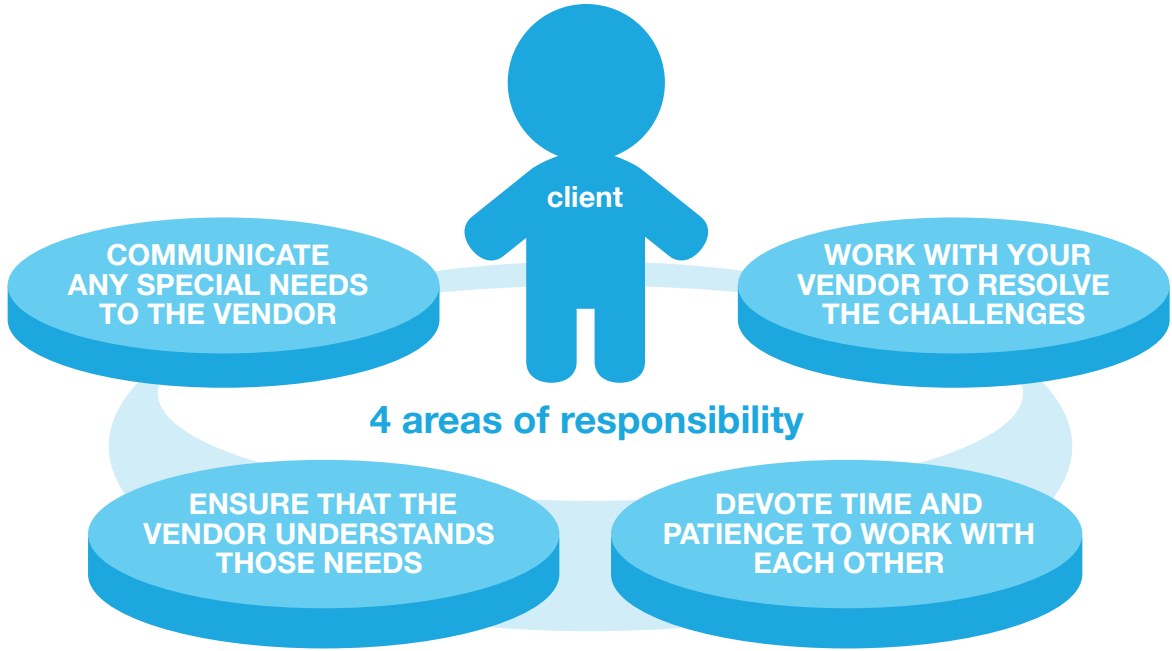 client
COMMUNICATE
ANY SPECIAL NEEDS
TO THE VENDOR
WORK WITH YOUR
VENDOR TO RESOLVE
THE CHALLENGES
4 areas of responsibility
ENSURE THAT THE
VENDOR UNDERSTANDS
THOSE NEEDS
DEVOTE TIME AND
PATIENCE TO WORK WITH
EACH OTHER